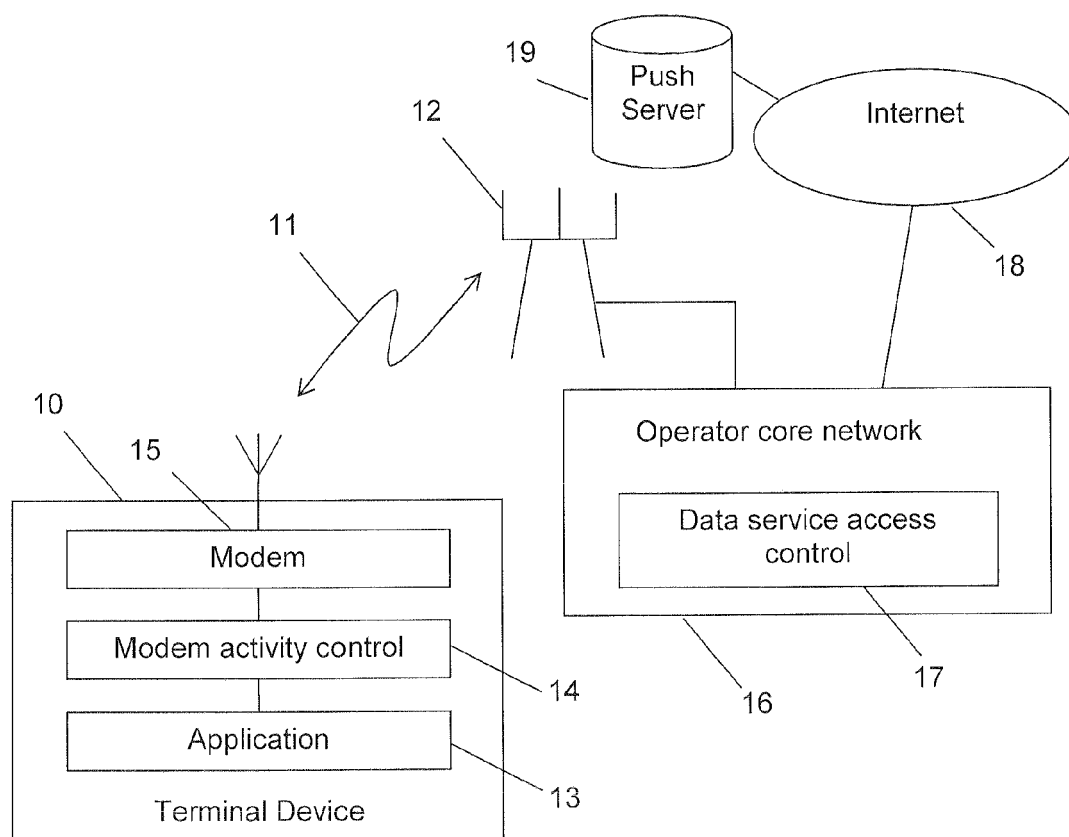 19
Push
Server
Internet
12
11
18
10
Operator core network
15
Data service access
control
Modem
Modem activity control
14
16
17
Application
13
Terminal Device